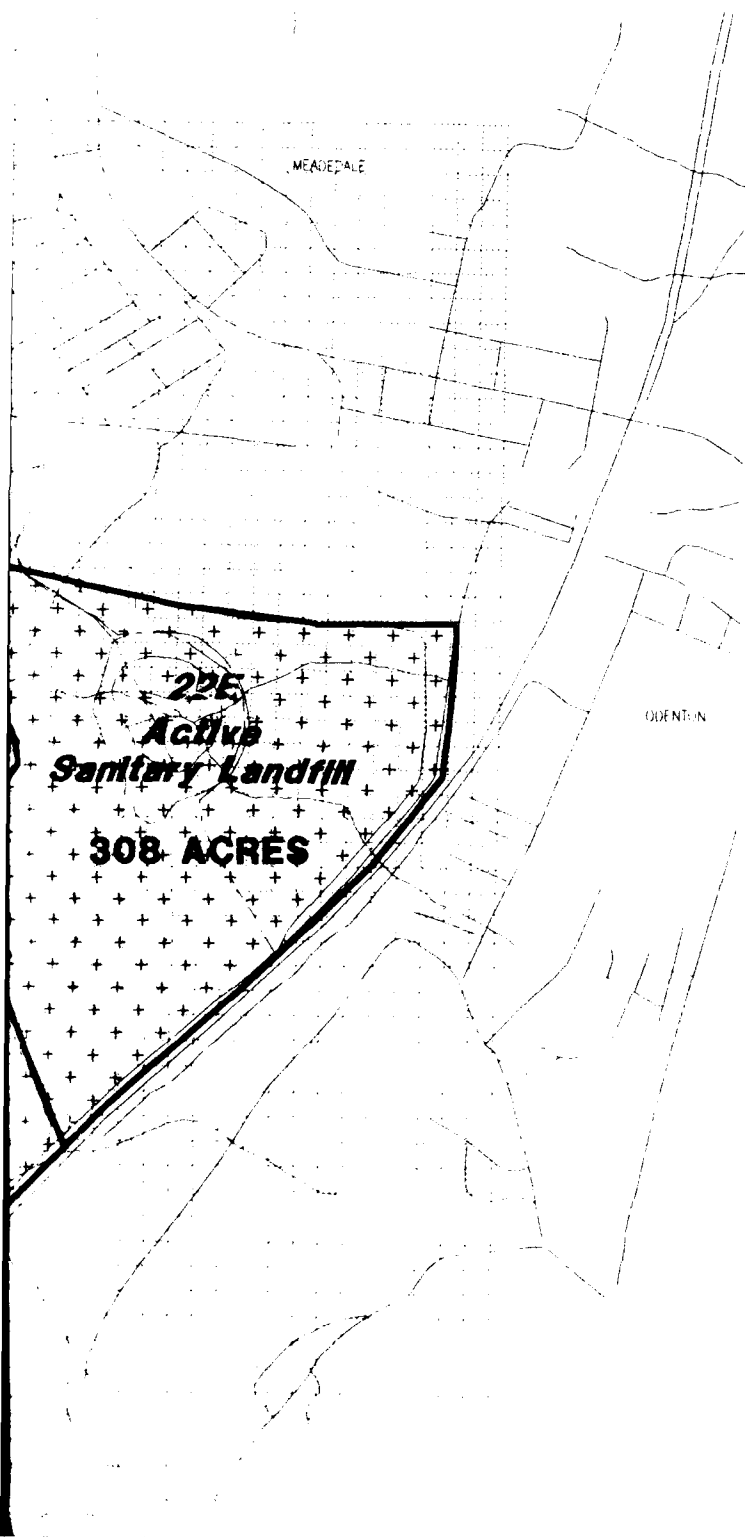 MEADEDALE
22E
Active
Sanitary Landfill
308 ACRES
ODENTON